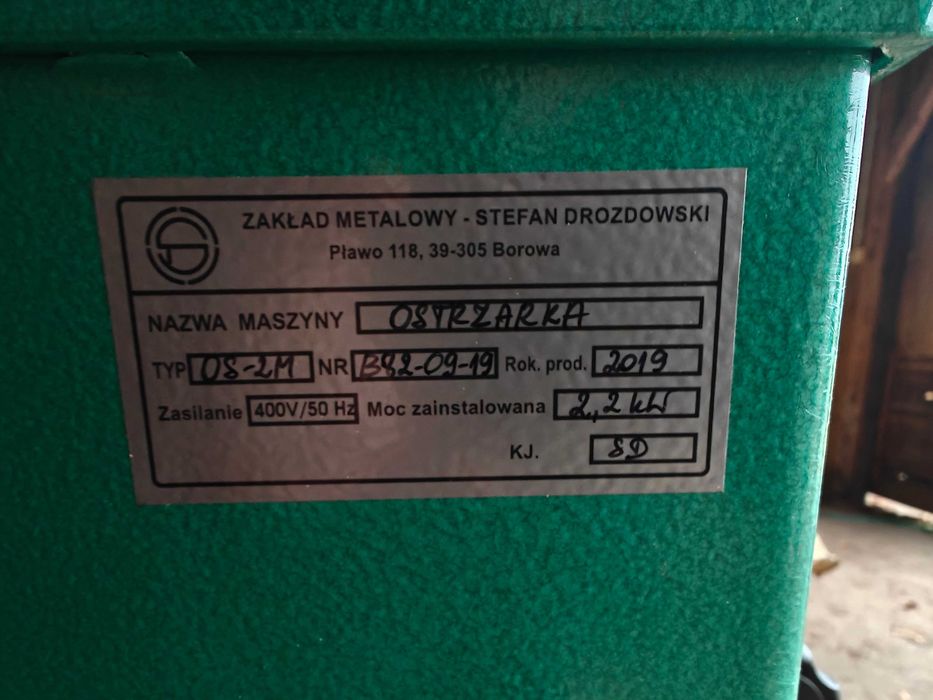 ZAKŁAD METALOWY - STEFAN DROZDOWSKI
Pławo 118, 39-305 Borowa
NAZWA MASZYNY OSTRZARKA
TYP OS-2M NR B82-09-19 Rok. prod. 2019
Zasilanie 400V/50 Hz Moc zainstalowana 2,2 kW
KJ. SD